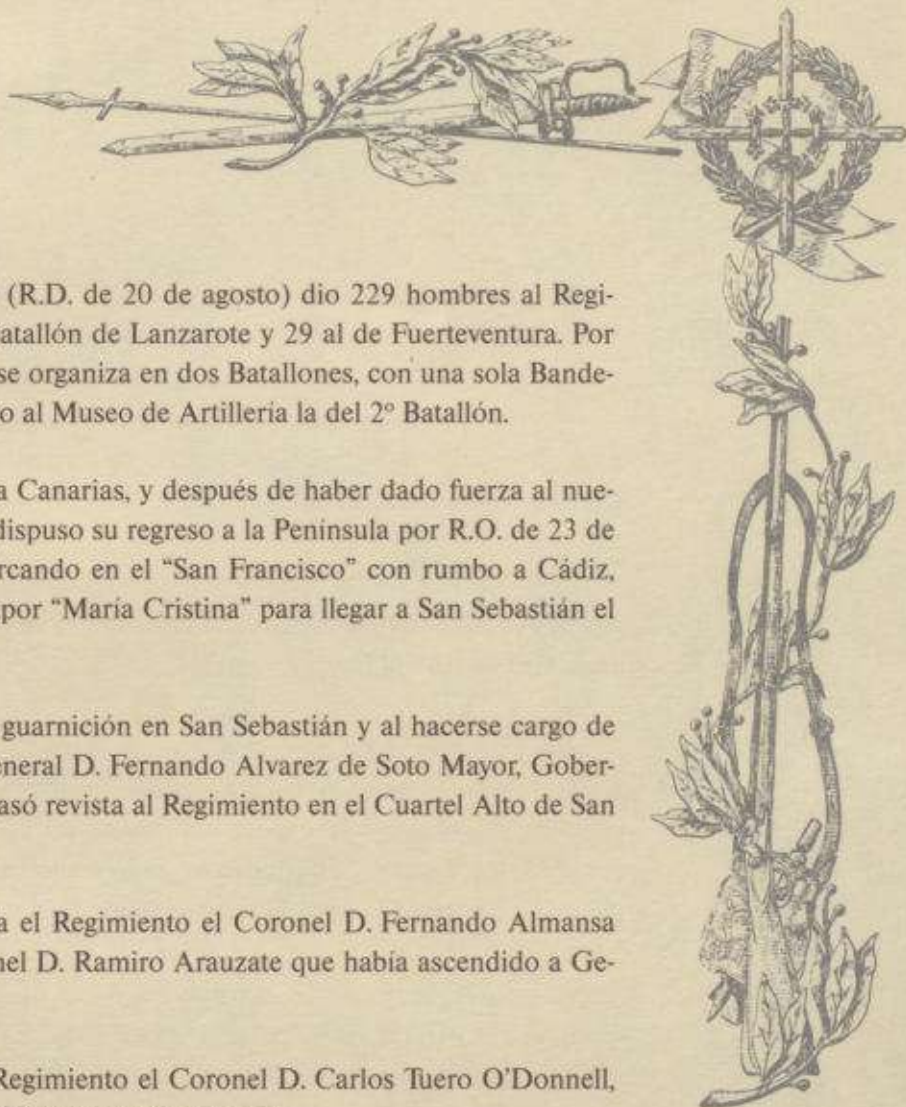 (R.D. de 20 de agosto) dio 229 hombres al Regi-
atallón de Lanzarote y 29 al de Fuerteventura. Por
se organiza en dos Batallones, con una sola Bande-
o al Museo de Artillería la del 2º Batallón.
a Canarias, y después de haber dado fuerza al nue-
dispuso su regreso a la Península por R.O. de 23 de
rcando en el "San Francisco" con rumbo a Cádiz,
por "María Cristina" para llegar a San Sebastián el
guarnición en San Sebastián y al hacerse cargo de
eneral D. Fernando Alvarez de Soto Mayor, Gober-
asó revista al Regimiento en el Cuartel Alto de San
a el Regimiento el Coronel D. Fernando Almansa
nel D. Ramiro Arauzate que había ascendido a Ge-
Regimiento el Coronel D. Carlos Tuero O'Donnell,